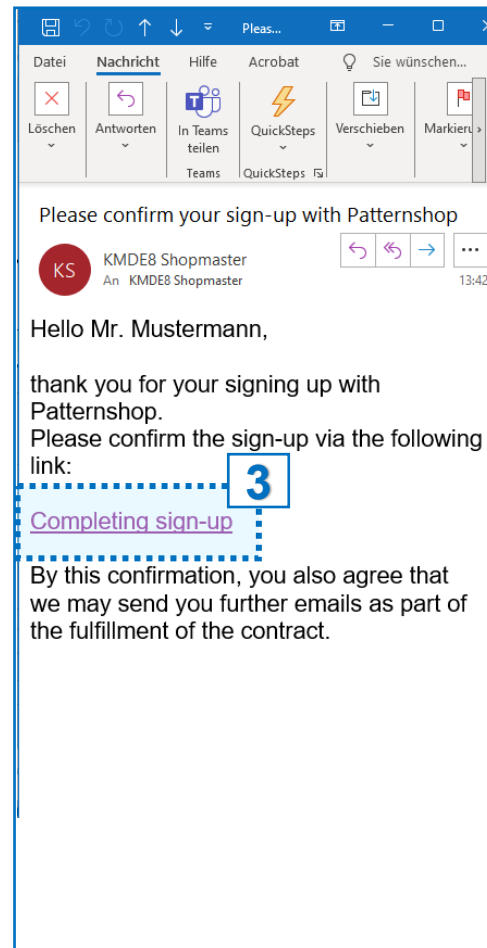 Pleas...
Datei Nachricht Hilfe Acrobat Sie wünschen...
Löschen Antworten In Teams teilen QuickSteps Verschieben
Teams QuickSteps
Please confirm your sign-up with Patternshop
KS KMDE8 Shopmaster
An KMDE8 Shopmaster 13:42
Hello Mr. Mustermann,
thank you for your signing up with
Patternshop.
Please confirm the sign-up via the following
link:
3
Completing sign-up
By this confirmation, you also agree that
we may send you further emails as part of
the fulfillment of the contract.